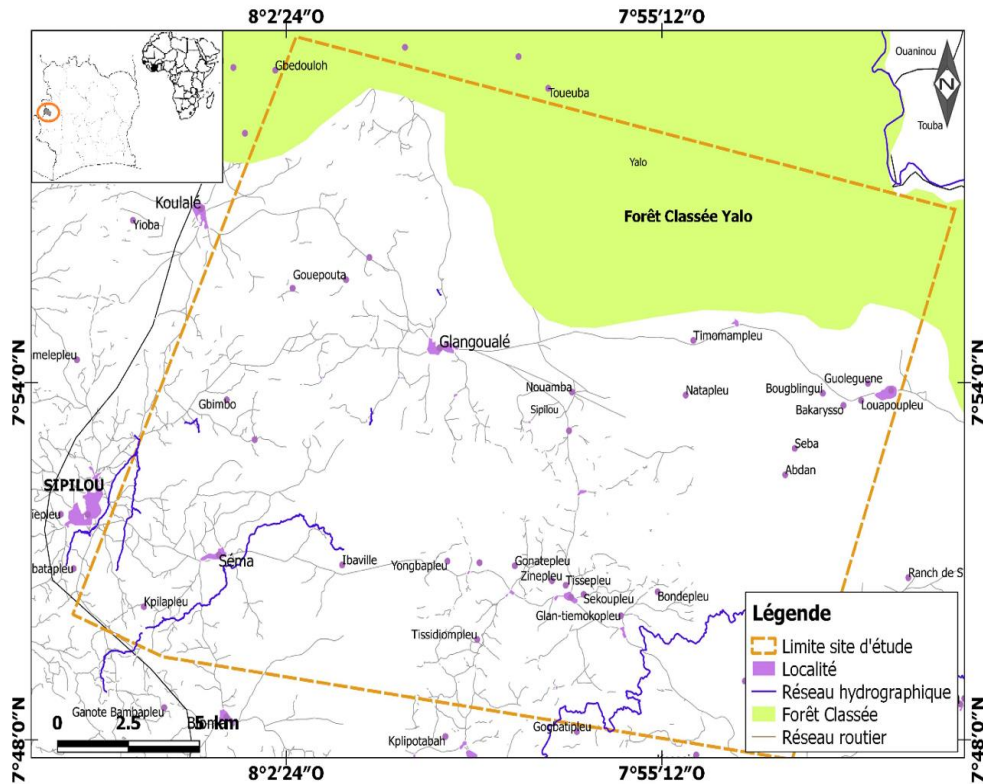 8°2'24"O
7°55'12"O
Gbedouloh
Toueuba
Ouaninou
N
Touba
Yalo
Forêt Classée Yalo
Koulalé
Yioba
Gouepouta
Glangoualé
Timomampleu
melepleu
7°54'0"N
7°54'0"N
Gbimbo
Nouamba
Sipilou
Natapleu
Bougblingui
Guoleguene
Bakarysso
Louapoupleu
Seba
Abdan
SIPILOU
iepleu
batapleu
Séma
Ibaville
Yongbapleu
Gonatepleu
Zinepleu
Tissepleu
Sekoupleu
Bondepleu
Ranch de S
Kpilapleu
Glan-tiemokopleu
Tissidiompleu
Légende
Limite site d'étude
Localité
Réseau hydrographique
Forêt Classée
Réseau routier
Ganote Bambapleu
Gogbatipleu
Kplipotabah
0 2.5 5 km
7°48'0"N
7°48'0"N
8°2'24"O
7°55'12"O